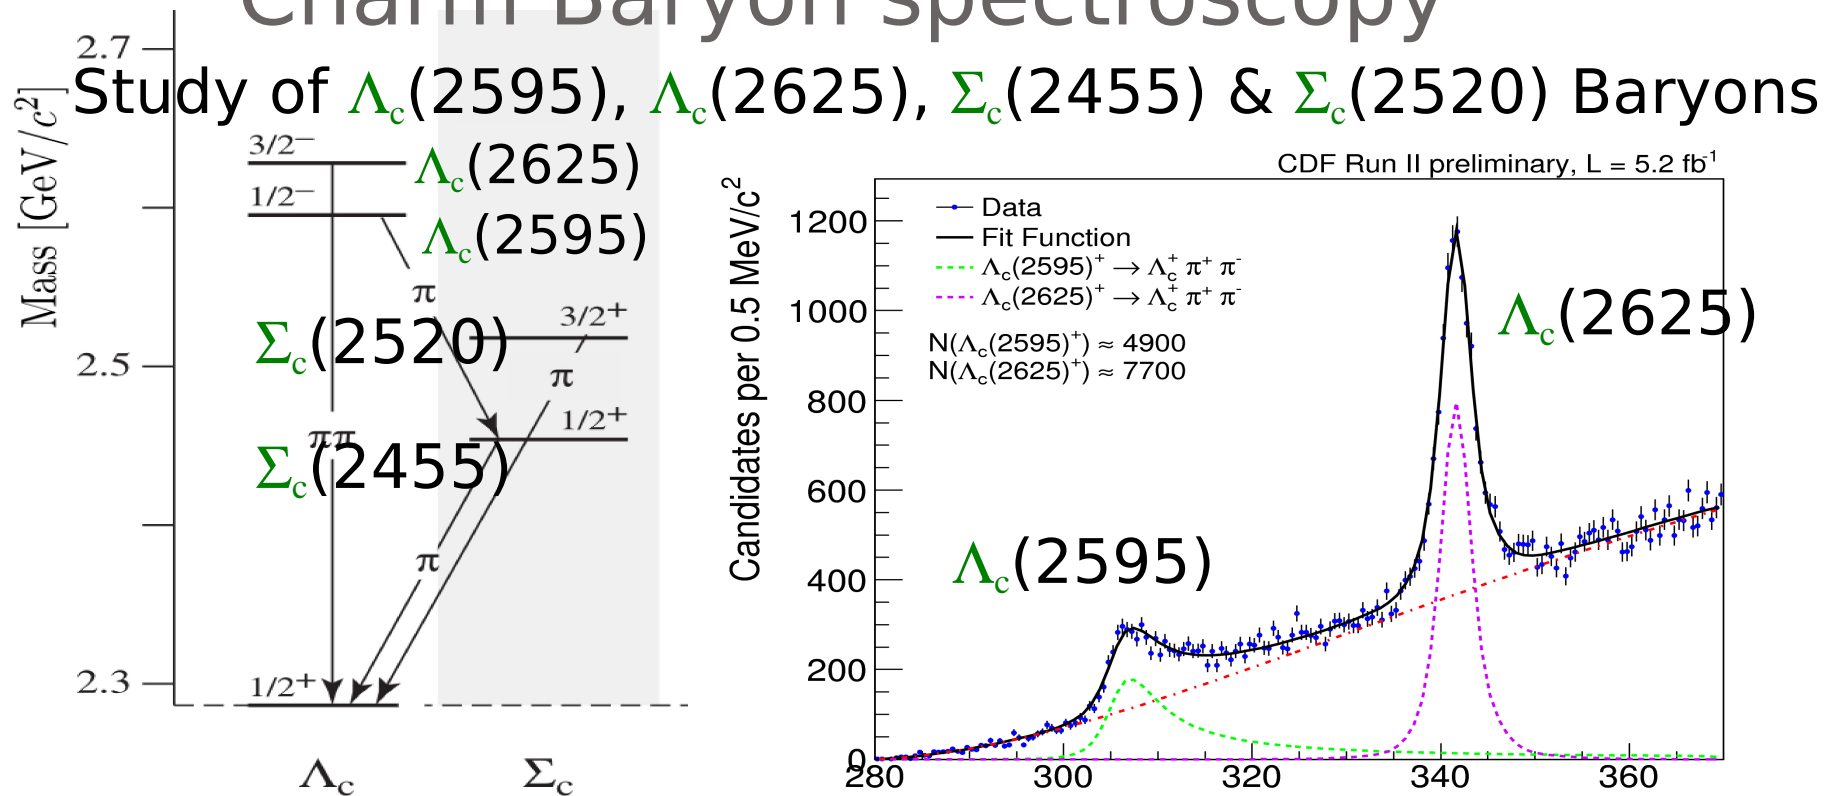 Charm Baryon spectroscopy
Study of Λc(2595), Λc(2625), Σc(2455) & Σc(2520) Baryons
Mass [GeV/c²]
2.7
2.5
2.3
3/2⁻
Λc(2625)
1/2⁻
Λc(2595)
π
3/2⁺
Σc(2520)
π
1/2⁺
ππ
Σc(2455)
π
1/2⁺
Λc
Σc
CDF Run II preliminary, L = 5.2 fb⁻¹
Candidates per 0.5 MeV/c²
1200
1000
800
600
400
200
0
280
300
320
340
360
Data
Fit Function
Λc(2595)⁺ → Λc⁺ π⁺ π⁻
Λc(2625)⁺ → Λc⁺ π⁺ π⁻
N(Λc(2595)⁺) ≈ 4900
N(Λc(2625)⁺) ≈ 7700
Λc(2625)
Λc(2595)